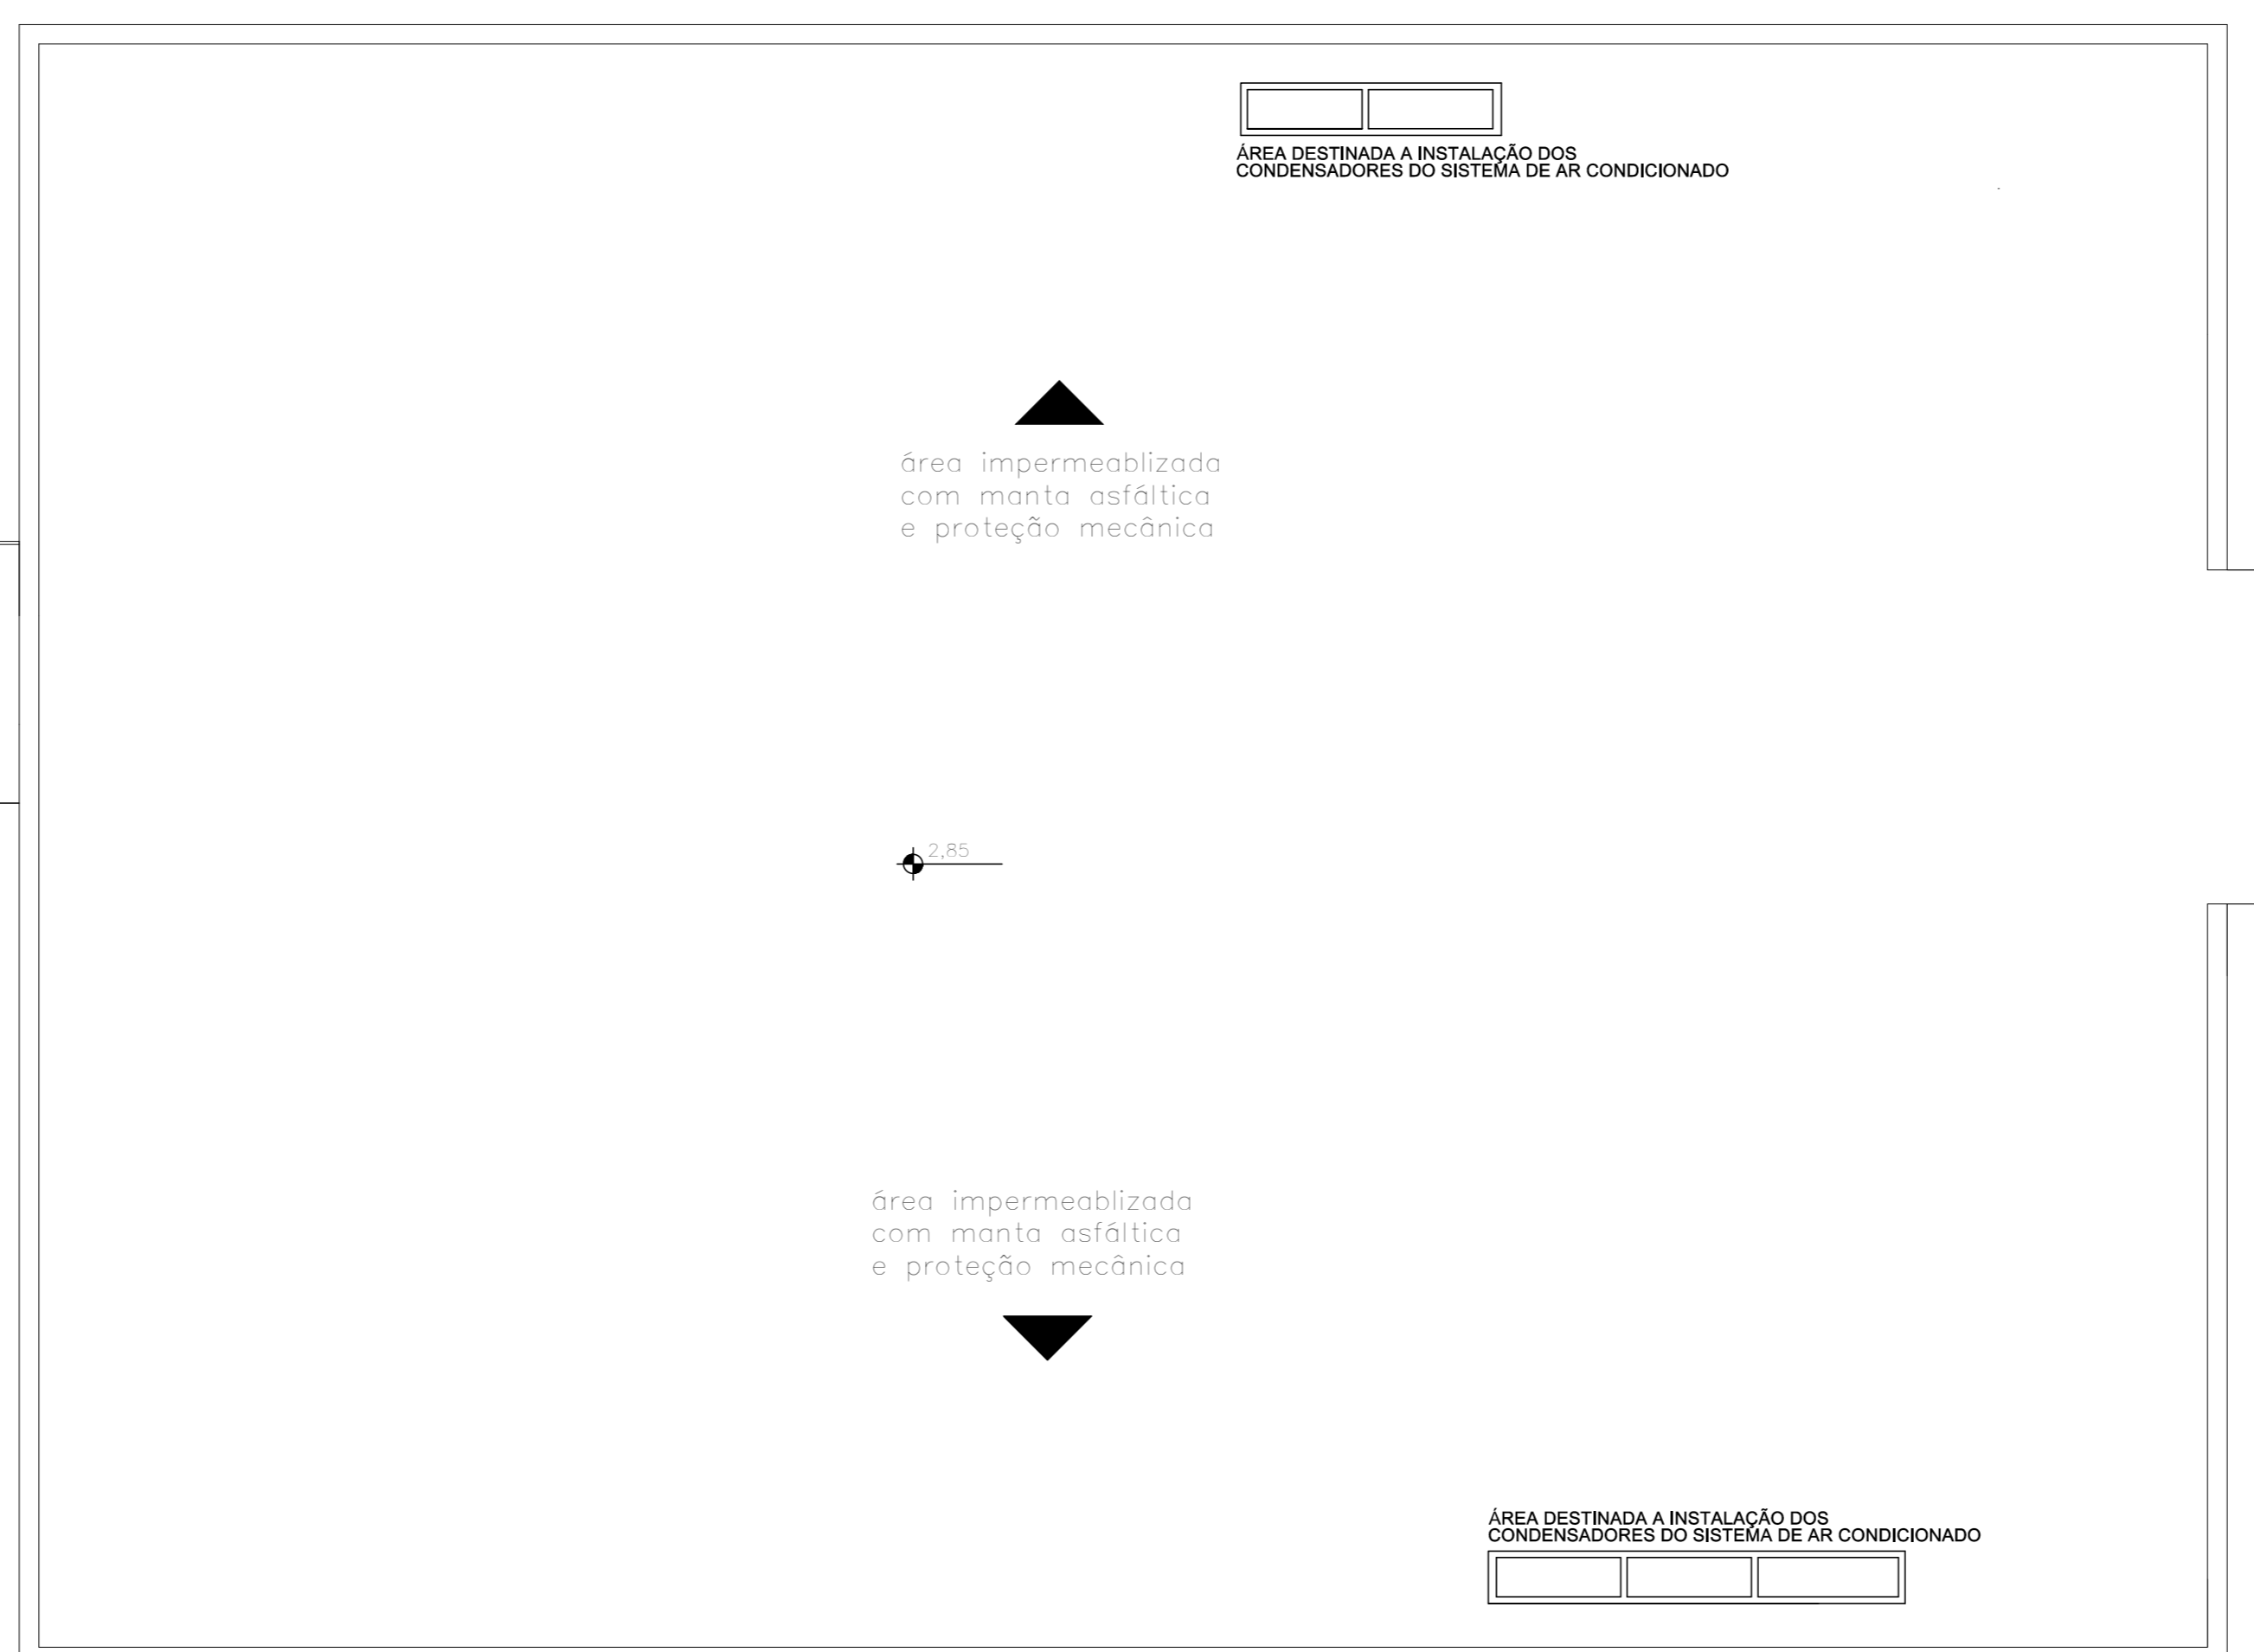 ÁREA DESTINADA A INSTALAÇÃO DOS
CONDENSADORES DO SISTEMA DE AR CONDICIONADO
área impermeablizada
com manta asfáltica
e proteção mecânica
2,85
área impermeablizada
com manta asfáltica
e proteção mecânica
ÁREA DESTINADA A INSTALAÇÃO DOS
CONDENSADORES DO SISTEMA DE AR CONDICIONADO